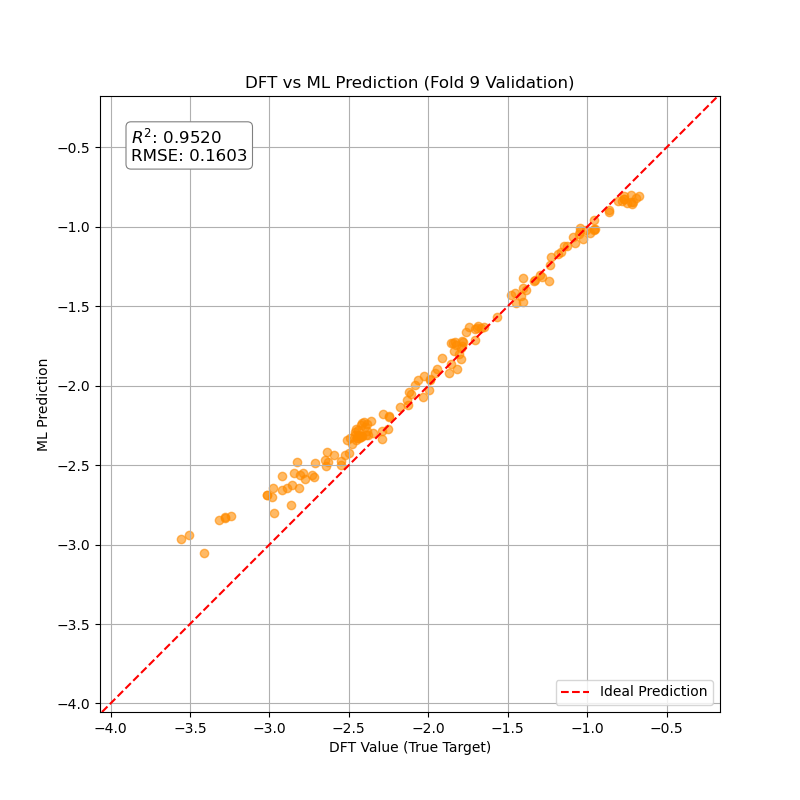 DFT vs ML Prediction (Fold 9 Validation)
R²: 0.9520
RMSE: 0.1603
−0.5
−1.0
−1.5
−2.0
−2.5
−3.0
−3.5
−4.0
ML Prediction
Ideal Prediction
−4.0 −3.5 −3.0 −2.5 −2.0 −1.5 −1.0 −0.5
DFT Value (True Target)